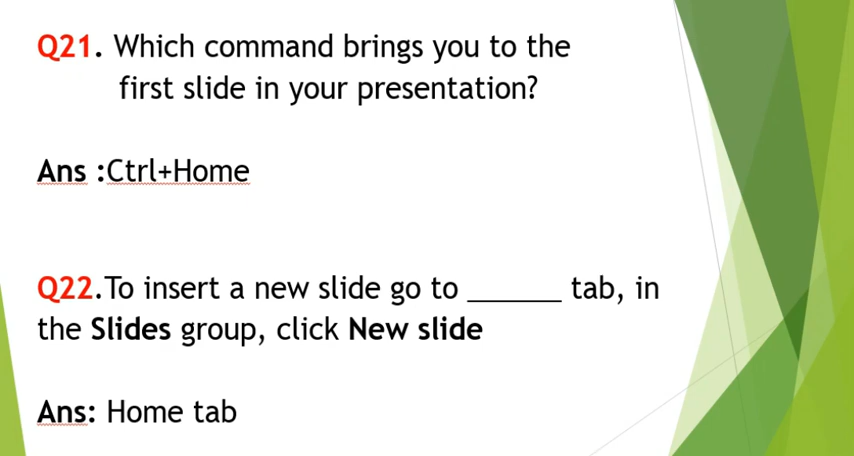 Q21. Which command brings you to the
first slide in your presentation?
Ans :Ctrl+Home
Q22.To insert a new slide go to ______ tab, in
the Slides group, click New slide
Ans: Home tab